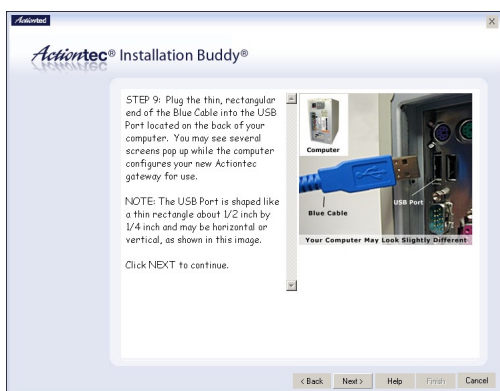 Actiontec
Actiontec® Installation Buddy®
STEP 9: Plug the thin, rectangular
end of the Blue Cable into the USB
Port located on the back of your
computer. You may see several
screens pop up while the computer
configures your new Actiontec
gateway for use.
NOTE: The USB Port is shaped like
a thin rectangle about 1/2 inch by
1/4 inch and may be horizontal or
vertical, as shown in this image.
Click NEXT to continue.
Computer
USB Port
Blue Cable
Your Computer May Look Slightly Different
< Back
Next >
Help
Finish
Cancel